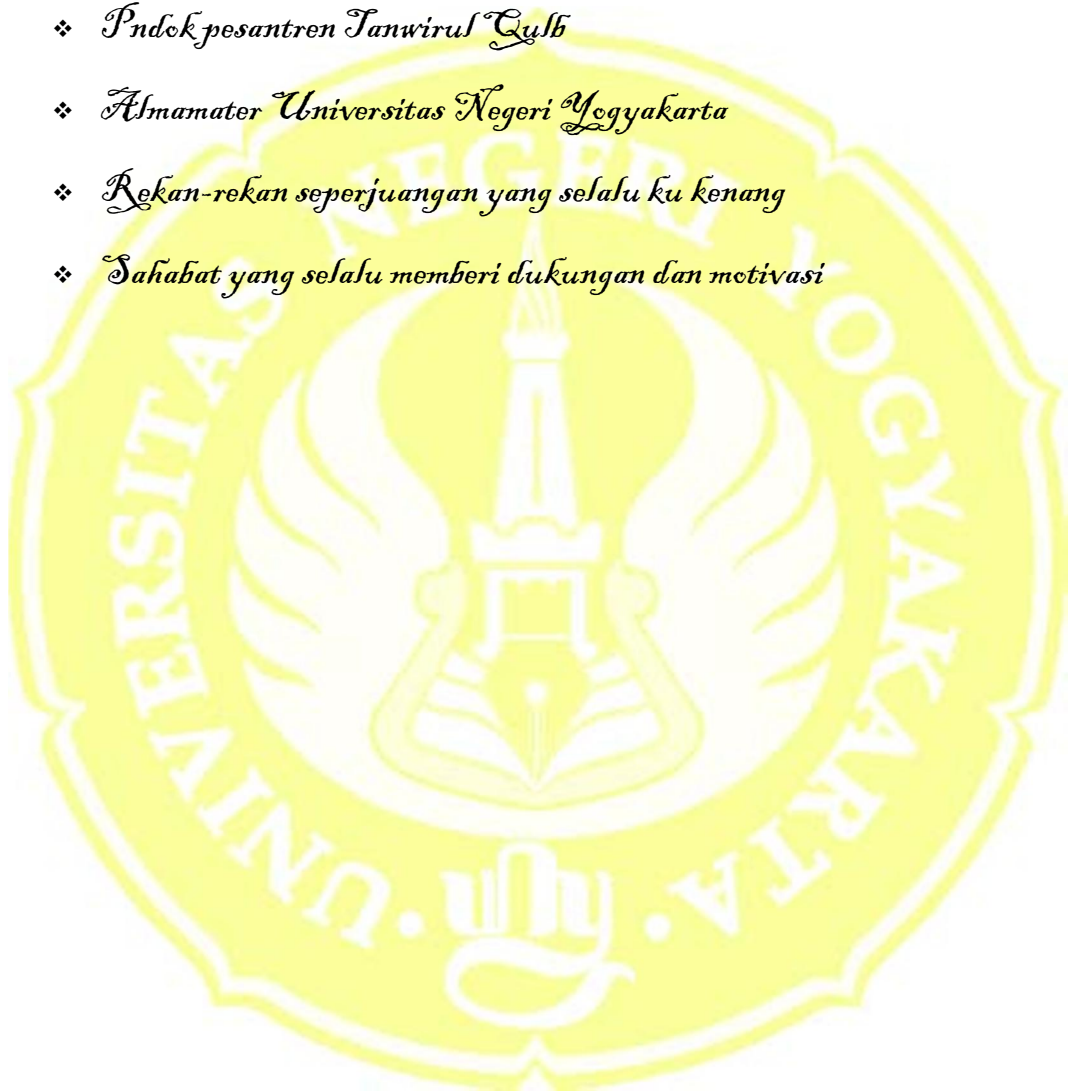 ❖ Pndok pesantren Tanwirul Qulb
❖ Almamater Universitas Negeri Yogyakarta
❖ Rekan-rekan seperjuangan yang selalu ku kenang
❖ Sahabat yang selalu memberi dukungan dan motivasi
UNIVERSITAS NEGERI YOGYAKARTA
uny